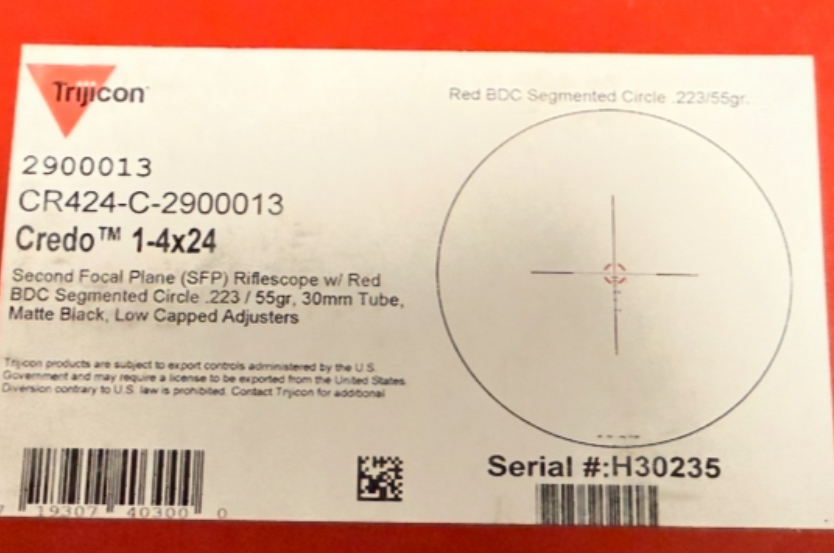 Trijicon
2900013
CR424-C-2900013
Credo™ 1-4x24
Second Focal Plane (SFP) Riflescope w/ Red
BDC Segmented Circle .223 / 55gr, 30mm Tube,
Matte Black, Low Capped Adjusters
Trijicon products are subject to export controls administered by the U.S.
Government and may require a license to be exported from the United States.
Diversion contrary to U.S. law is prohibited. Contact Trijicon for additional
19307 40300 0
Red BDC Segmented Circle .223/55gr.
Serial #:H30235